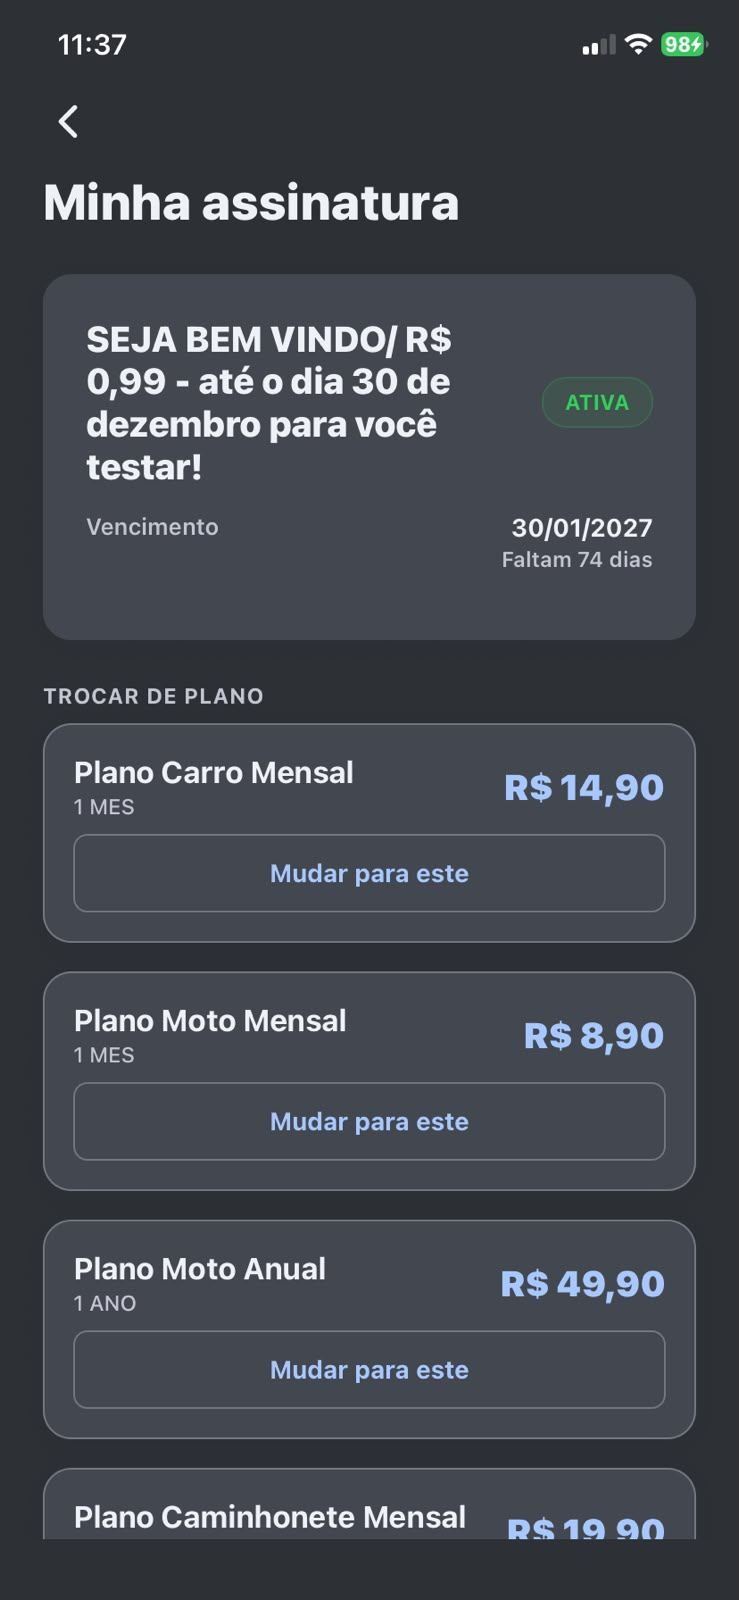 11:37
98
Minha assinatura
SEJA BEM VINDO/ R$
0,99 - até o dia 30 de
dezembro para você
testar!
ATIVA
Vencimento
30/01/2027
Faltam 74 dias
TROCAR DE PLANO
Plano Carro Mensal
1 MES
R$ 14,90
Mudar para este
Plano Moto Mensal
1 MES
R$ 8,90
Mudar para este
Plano Moto Anual
1 ANO
R$ 49,90
Mudar para este
Plano Caminhonete Mensal
R$ 19,90